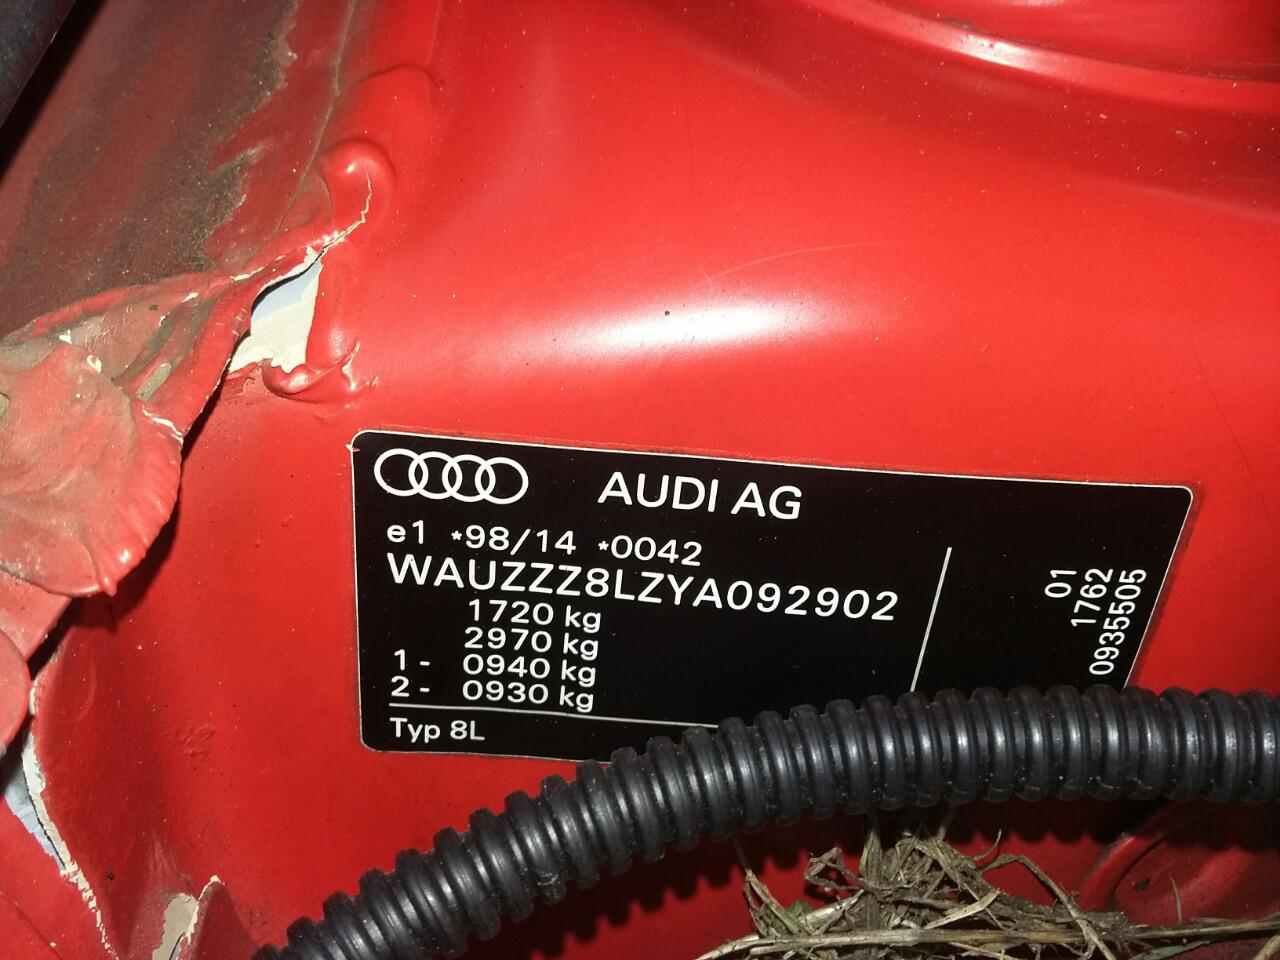 AUDI AG
e1 *98/14 *0042
WAUZZZ8LZYA092902
1720 kg
2970 kg
1- 0940 kg
2- 0930 kg
Typ 8L
01
1762
0935505